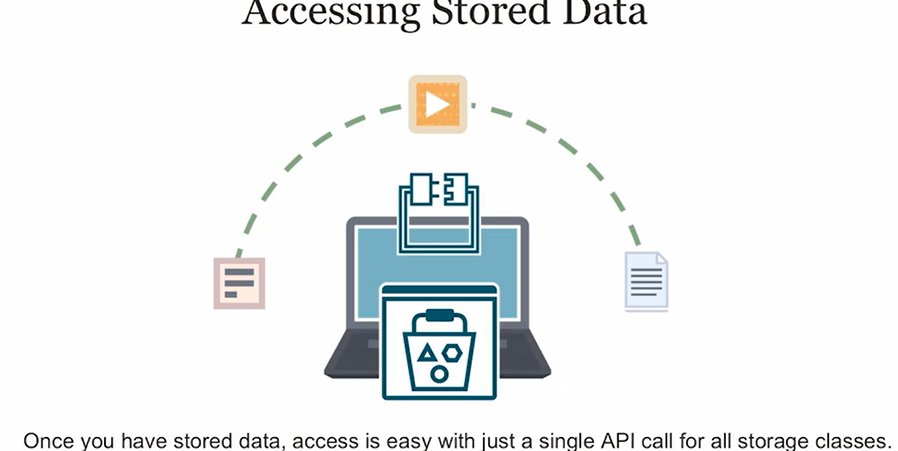 Accessing Stored Data
Once you have stored data, access is easy with just a single API call for all storage classes.